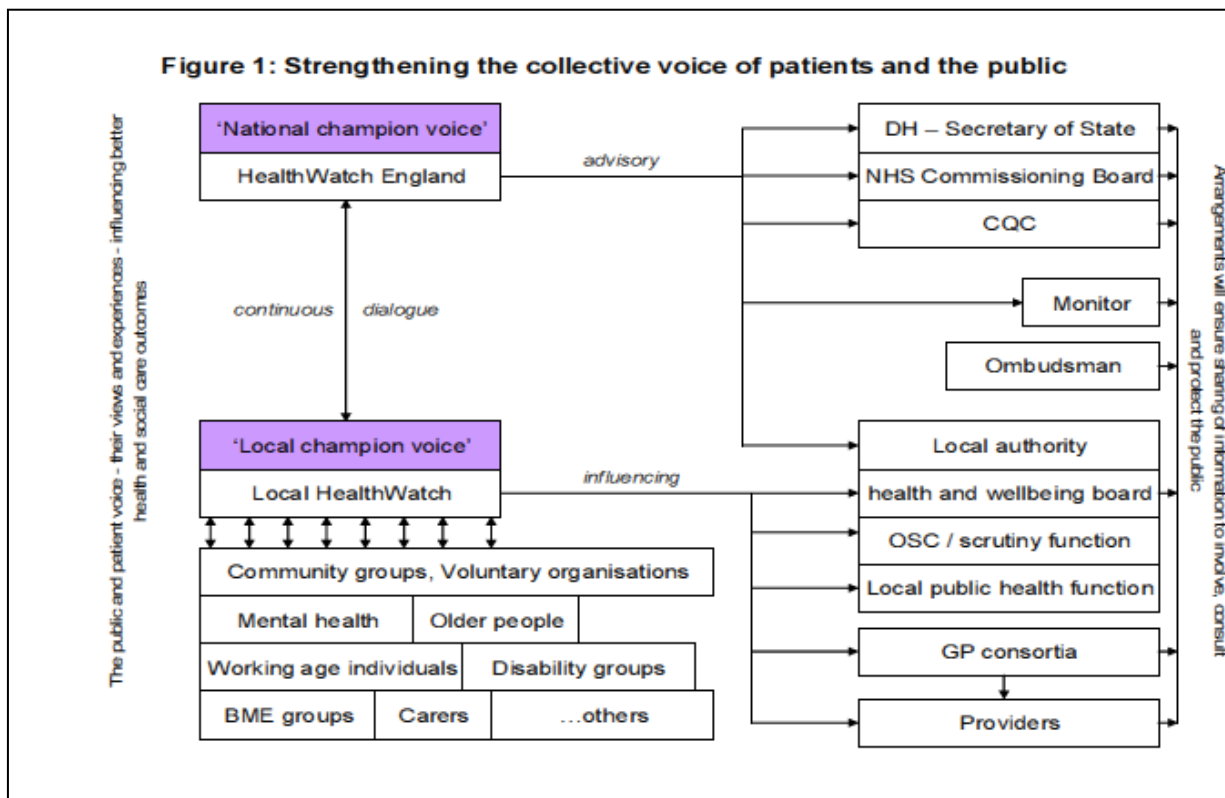 Figure 1: Strengthening the collective voice of patients and the public
The public and patient voice - their views and experiences - influencing better
health and social care outcomes
'National champion voice'
HealthWatch England
advisory
continuous dialogue
'Local champion voice'
Local HealthWatch
influencing
Community groups, Voluntary organisations
Mental health
Older people
Working age individuals
Disability groups
BME groups
Carers
...others
DH – Secretary of State
NHS Commissioning Board
CQC
Monitor
Ombudsman
Local authority
health and wellbeing board
OSC / scrutiny function
Local public health function
GP consortia
Providers
Arrangements will ensure sharing of information to involve, consult
and protect the public